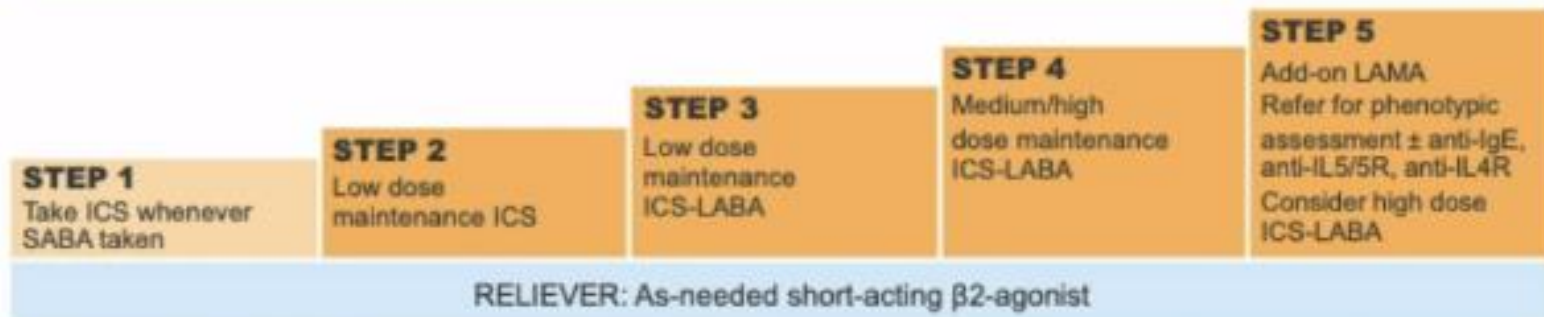 STEP 1
Take ICS whenever
SABA taken
STEP 2
Low dose
maintenance ICS
STEP 3
Low dose
maintenance
ICS-LABA
STEP 4
Medium/high
dose maintenance
ICS-LABA
STEP 5
Add-on LAMA
Refer for phenotypic
assessment ± anti-IgE,
anti-IL5/5R, anti-IL4R
Consider high dose
ICS-LABA
RELIEVER: As-needed short-acting β2-agonist